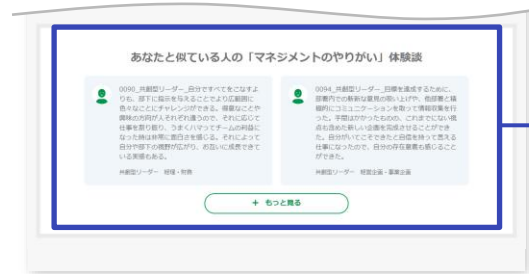 あなたと似ている人の「マネジメントのやりがい」体験談
0090_共創型リーダー_自分ですべてをこなすよ
りも、部下に指示を与えることでより広範囲に
色々なことにチャレンジができる。得意なことや
興味の方向が人それぞれ違うので、それに応じて
仕事を割り振り、うまくハマってチームの利益に
なった時は非常に面白さを感じる。それによって
自分や部下の視野が広がり、お互いに成長できて
いる実感もある。
共創型リーダー 経理・財務
0094_共創型リーダー_目標を達成するために、
部署内での斬新な意見の吸い上げや、他部署と積
極的にコミュニケーションを取って情報収集を行
った。手間はかかったものの、これまでにない視
点も含めた新しい企画を完成させることができ
た。自分がいてこそできたと自信を持って言える
仕事になったので、自分の存在意義も感じること
ができた。
共創型リーダー 経営企画・事業企画
+ もっと見る